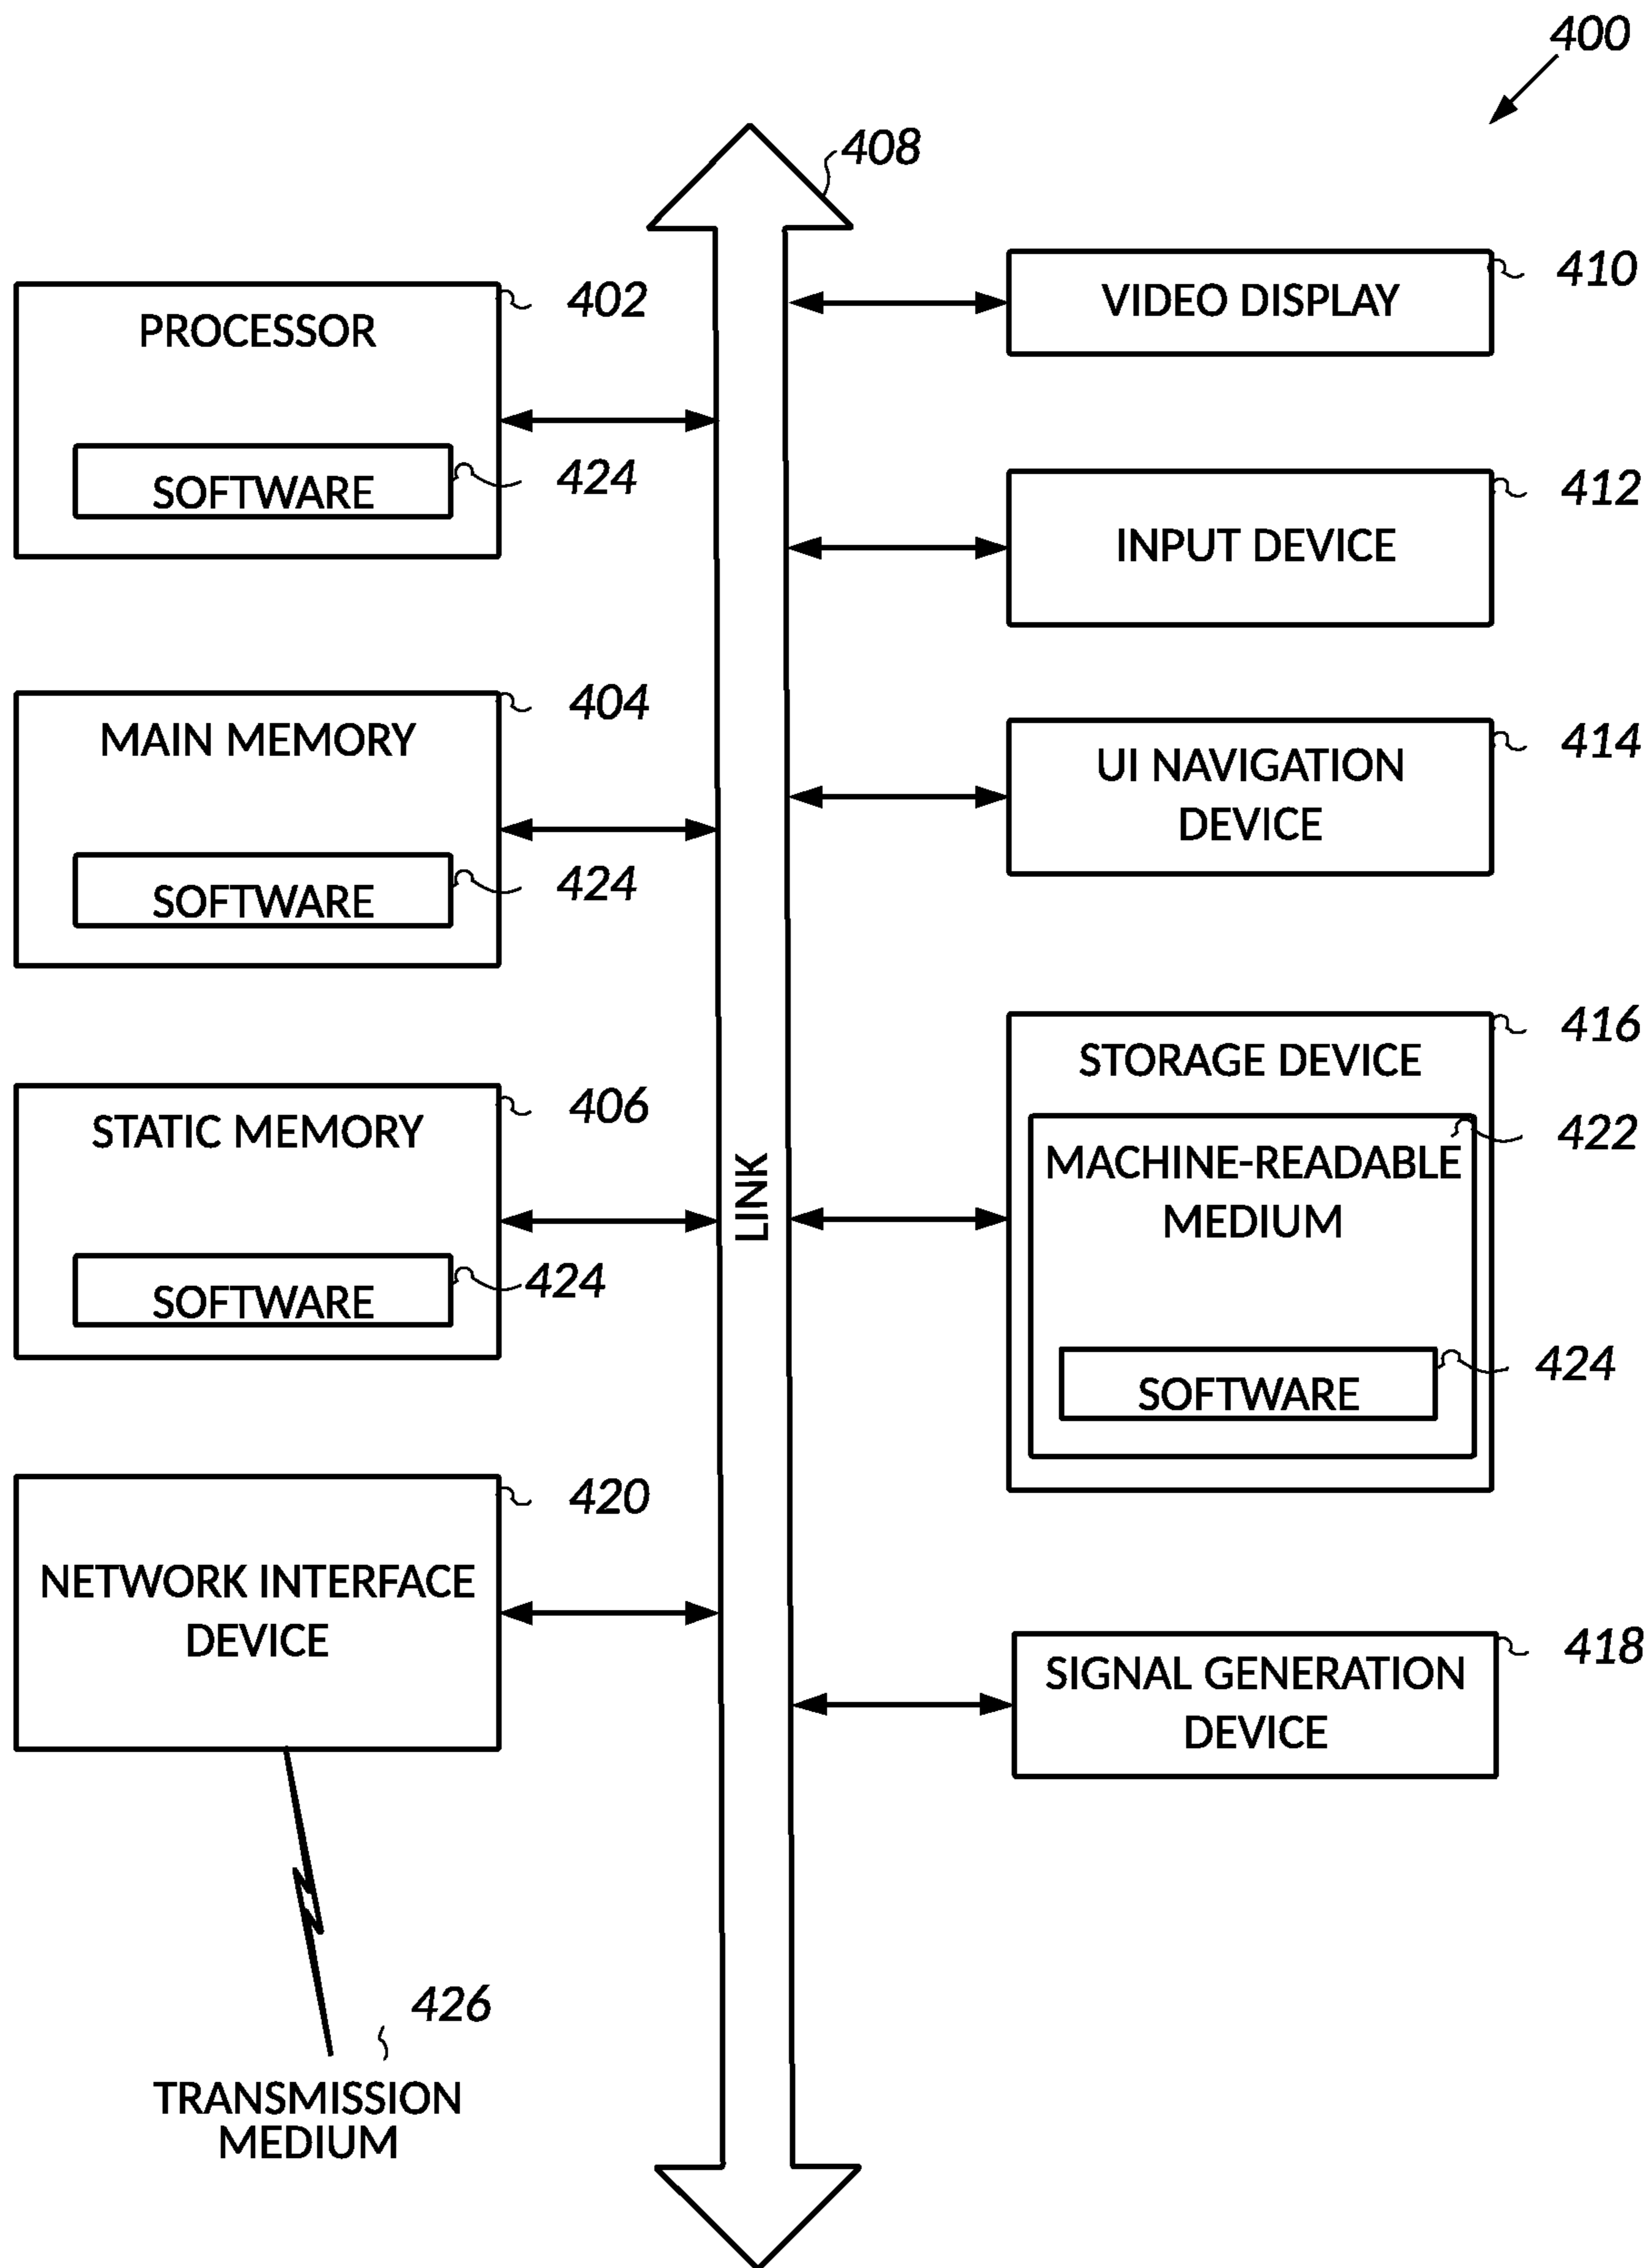 400
408
PROCESSOR
402
SOFTWARE
424
MAIN MEMORY
404
SOFTWARE
424
STATIC MEMORY
406
SOFTWARE
424
NETWORK INTERFACE
DEVICE
420
426
TRANSMISSION
MEDIUM
LINK
VIDEO DISPLAY
410
INPUT DEVICE
412
UI NAVIGATION
DEVICE
414
STORAGE DEVICE
416
MACHINE-READABLE
MEDIUM
422
SOFTWARE
424
SIGNAL GENERATION
DEVICE
418